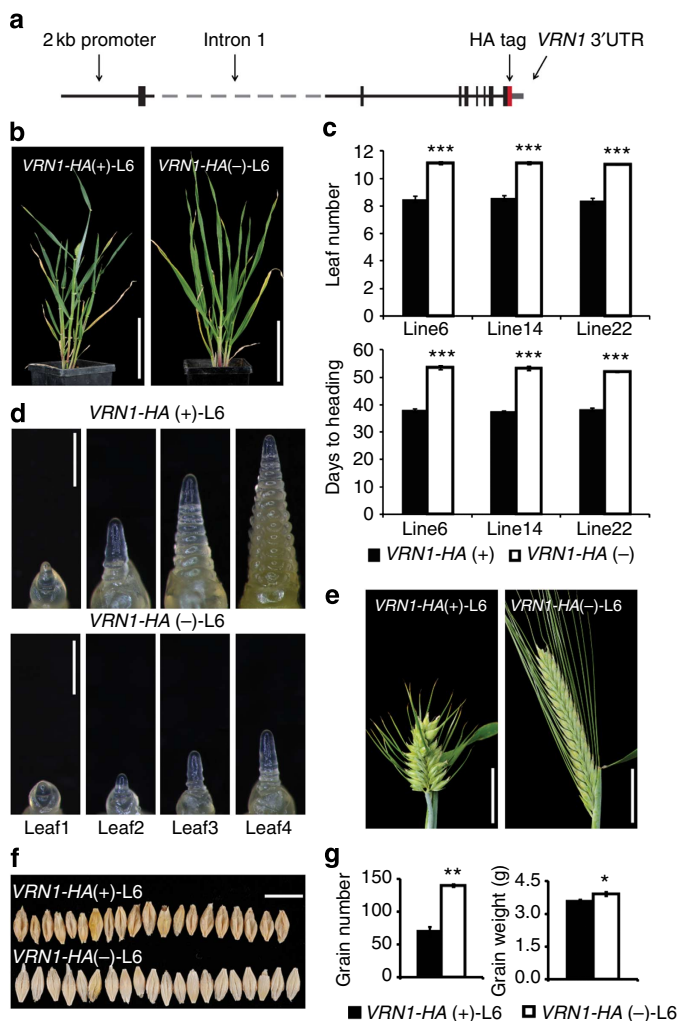 a
2 kb promoter
Intron 1
HA tag
VRN1 3′UTR
b
VRN1-HA(+)-L6
VRN1-HA(−)-L6
c
Leaf number
12
10
8
6
4
2
0
***
***
***
Line6
Line14
Line22
Days to heading
60
50
40
30
20
10
0
***
***
***
Line6
Line14
Line22
VRN1-HA (+)
VRN1-HA (−)
d
VRN1-HA (+)-L6
VRN1-HA (−)-L6
Leaf1
Leaf2
Leaf3
Leaf4
e
VRN1-HA(+)-L6
VRN1-HA(−)-L6
f
VRN1-HA(+)-L6
VRN1-HA(−)-L6
g
Grain number
150
100
50
0
**
Grain weight (g)
4.5
3.0
1.5
0.0
*
VRN1-HA (+)-L6
VRN1-HA (−)-L6